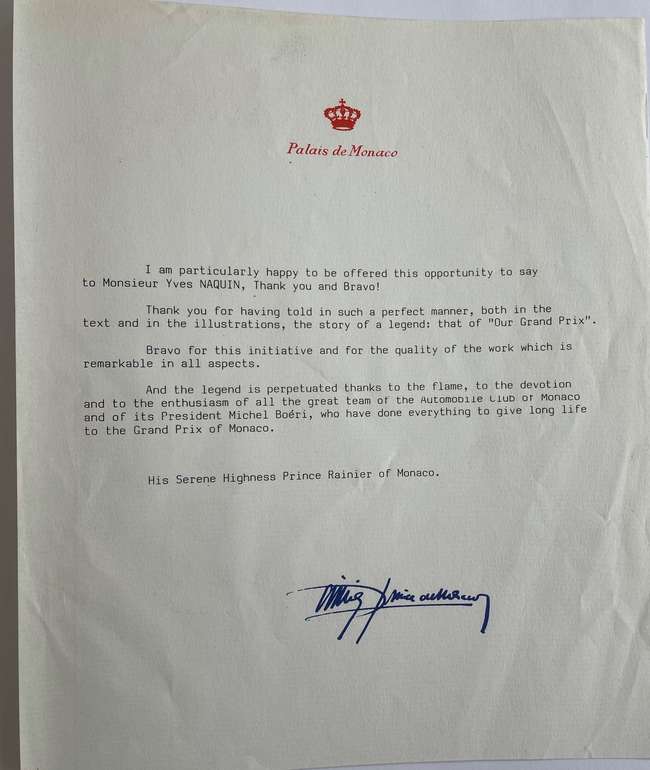 Palais de Monaco
I am particularly happy to be offered this opportunity to say
to Monsieur Yves NAQUIN, Thank you and Bravo!
Thank you for having told in such a perfect manner, both in the
text and in the illustrations, the story of a legend: that of "Our Grand Prix".
Bravo for this initiative and for the quality of the work which is
remarkable in all aspects.
And the legend is perpetuated thanks to the flame, to the devotion
and to the enthusiasm of all the great team of the Automobile Club of Monaco
and of its President Michel Boéri, who have done everything to give long life
to the Grand Prix of Monaco.
His Serene Highness Prince Rainier of Monaco.